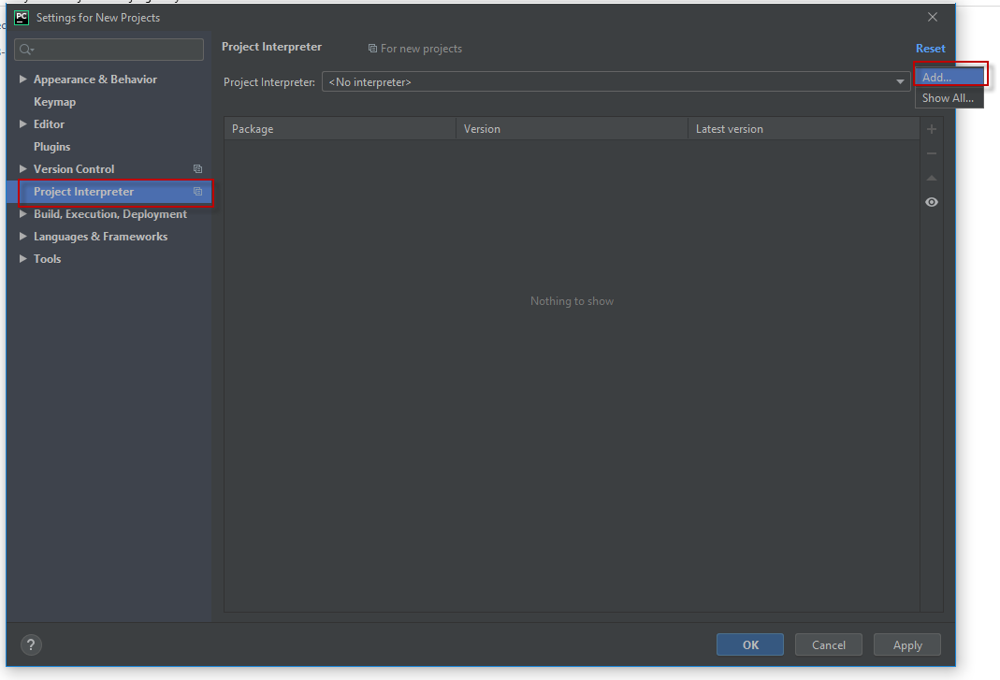 PC Settings for New Projects
Project Interpreter
For new projects
Reset
Appearance & Behavior
Project Interpreter: <No interpreter>
Add...
Show All...
Keymap
Editor
Package Version Latest version
Plugins
Version Control
Project Interpreter
Build, Execution, Deployment
Languages & Frameworks
Tools
Nothing to show
? OK Cancel Apply